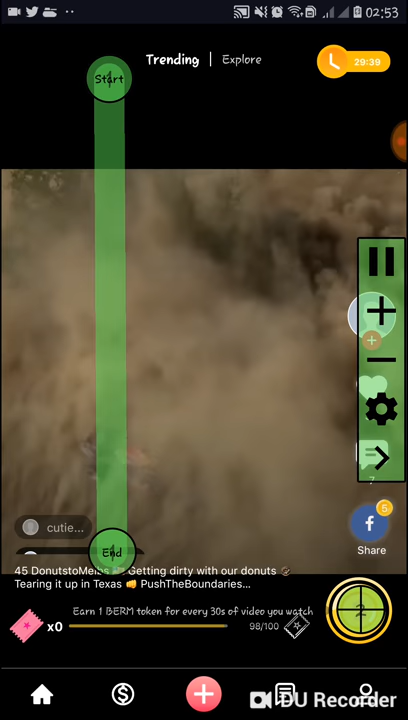 02:53
Trending | Explore
29:39
Start
cutie...
7
5
End
Share
45 DonutstoMe
Getting dirty with our donuts
Tearing it up in Texas 👊 PushTheBoundaries...
Earn 1 BERM token for every 30s of video you watch
x0
98/100
DU Recorder